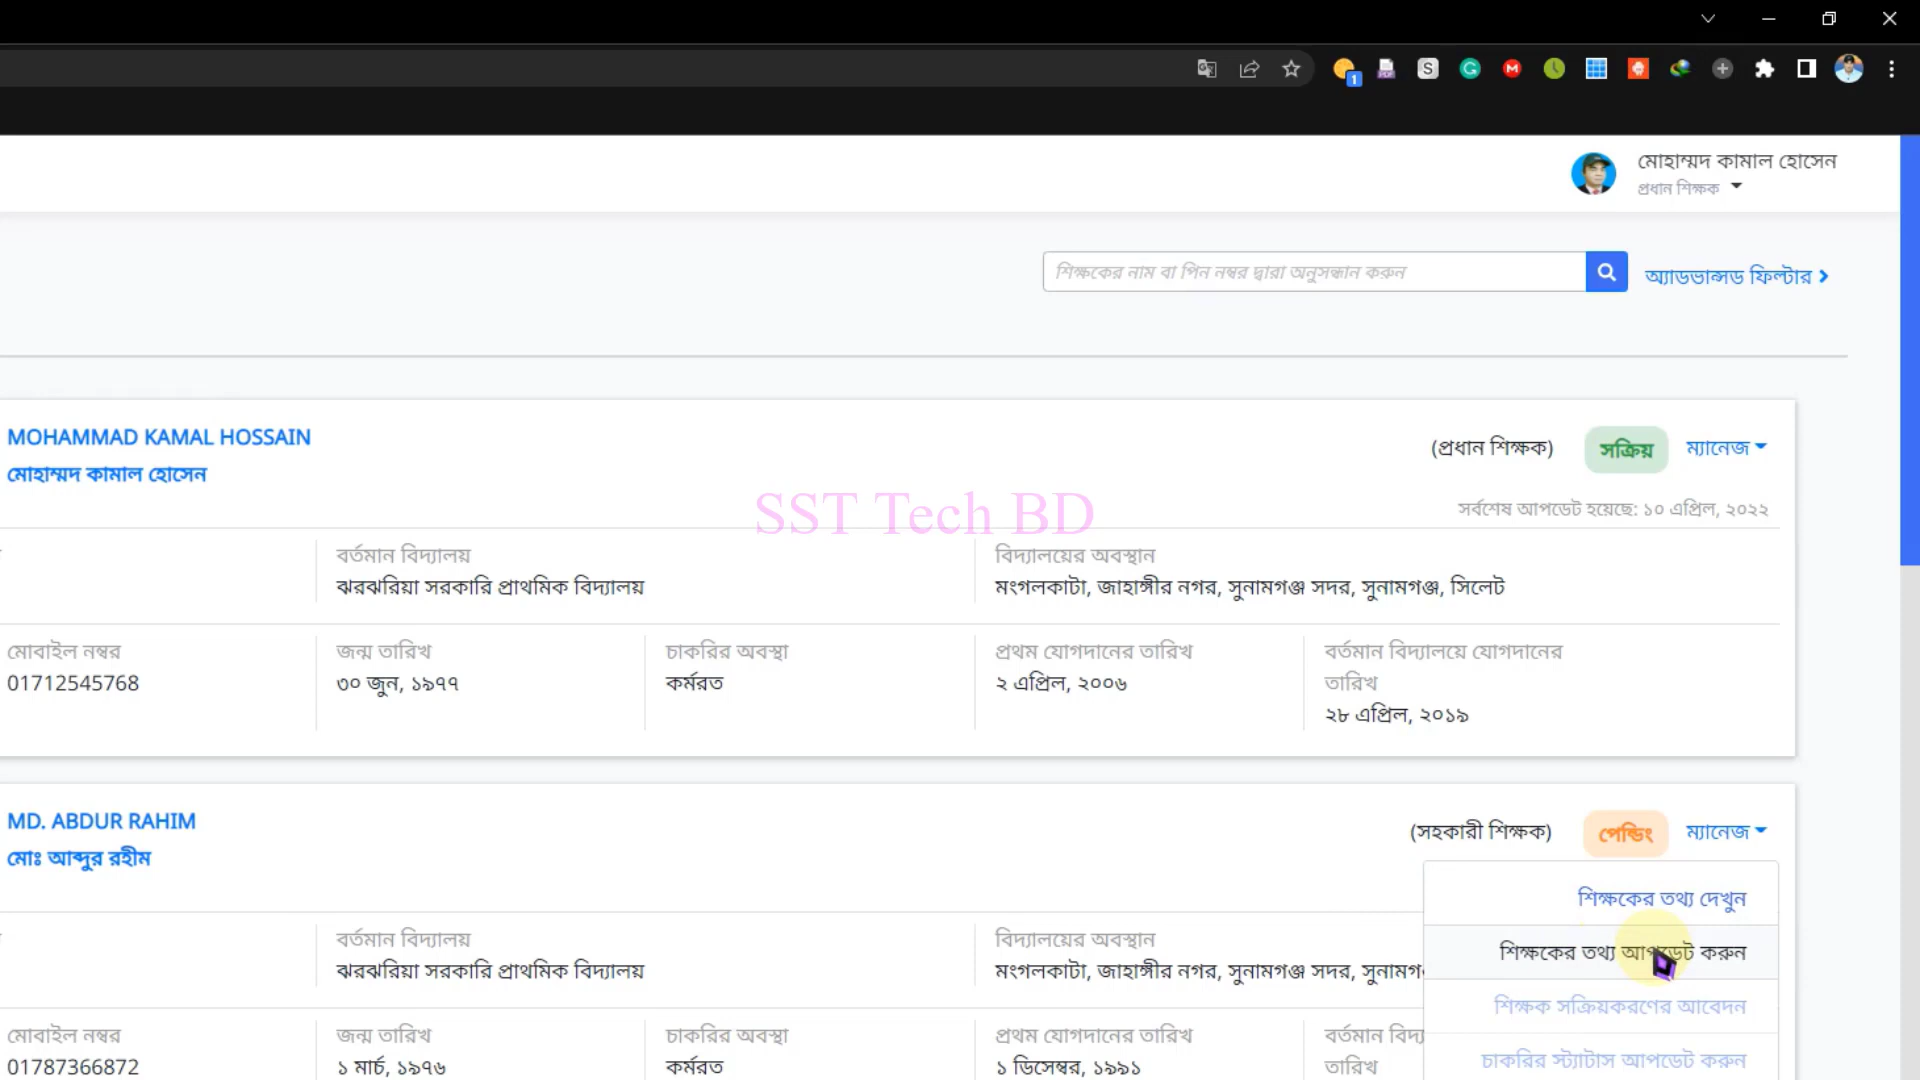 1
S
G
M
মোহাম্মদ কামাল হোসেন
প্রধান শিক্ষক
শিক্ষকের নাম বা পিন নম্বর দ্বারা অনুসন্ধান করুন
অ্যাডভান্সড ফিল্টার
MOHAMMAD KAMAL HOSSAIN
(প্রধান শিক্ষক) সক্রিয় ম্যানেজ
মোহাম্মদ কামাল হোসেন
SST Tech BD
সর্বশেষ আপডেট হয়েছে: ১০ এপ্রিল, ২০২২
বর্তমান বিদ্যালয় বিদ্যালয়ের অবস্থান
ঝরঝরিয়া সরকারি প্রাথমিক বিদ্যালয় মংগলকাটা, জাহাঙ্গীর নগর, সুনামগঞ্জ সদর, সুনামগঞ্জ, সিলেট
মোবাইল নম্বর জন্ম তারিখ চাকরির অবস্থা প্রথম যোগদানের তারিখ বর্তমান বিদ্যালয়ে যোগদানের
01712545768 ৩০ জুন, ১৯৭৭ কর্মরত ২ এপ্রিল, ২০০৬ তারিখ
২৮ এপ্রিল, ২০১৯
MD. ABDUR RAHIM
(সহকারী শিক্ষক) পেন্ডিং ম্যানেজ
মোঃ আব্দুর রহীম
শিক্ষকের তথ্য দেখুন
বর্তমান বিদ্যালয় বিদ্যালয়ের অবস্থান
শিক্ষকের তথ্য আপডেট করুন
ঝরঝরিয়া সরকারি প্রাথমিক বিদ্যালয় মংগলকাটা, জাহাঙ্গীর নগর, সুনামগঞ্জ সদর,
শিক্ষক সক্রিয়করণের আবেদন
মোবাইল নম্বর জন্ম তারিখ চাকরির অবস্থা প্রথম যোগদানের তারিখ
চাকরির স্ট্যাটাস আপডেট করুন
01787366872 ১ মার্চ, ১৯৭৬ কর্মরত ১ ডিসেম্বর, ১৯৯১ তারিখ